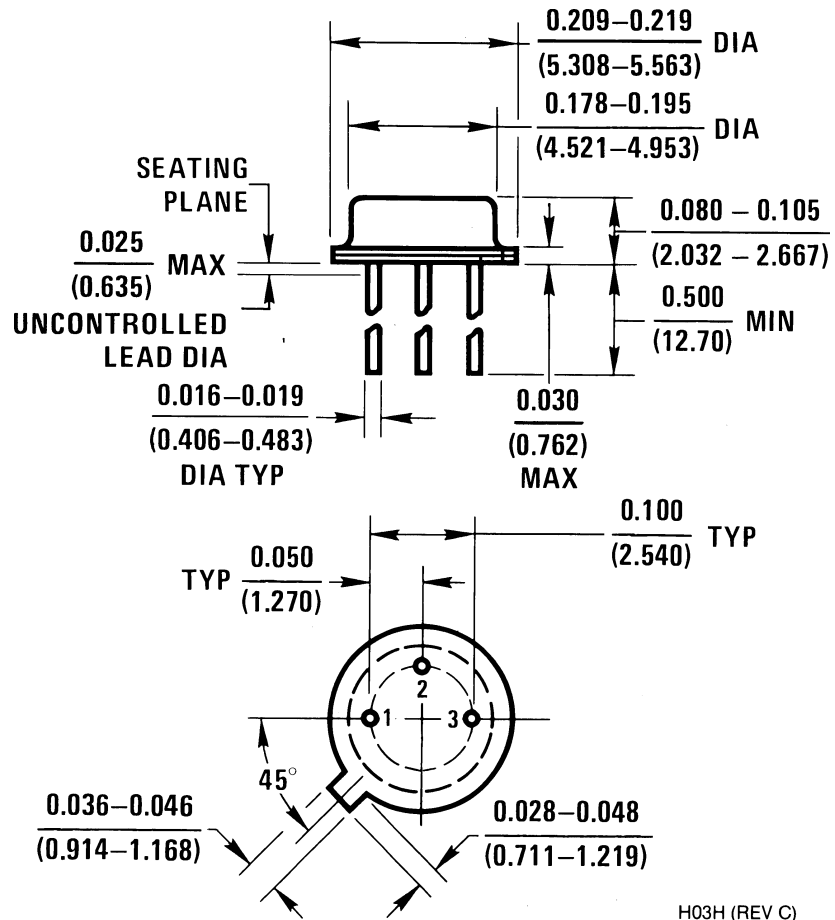 0.209–0.219
(5.308–5.563)
DIA
0.178–0.195
(4.521–4.953)
DIA
SEATING
PLANE
0.080 – 0.105
(2.032 – 2.667)
0.025
(0.635)
MAX
0.500
(12.70)
MIN
UNCONTROLLED
LEAD DIA
0.016–0.019
(0.406–0.483)
DIA TYP
0.030
(0.762)
MAX
0.100
(2.540)
TYP
TYP
0.050
(1.270)
2
1
3
45°
0.036–0.046
(0.914–1.168)
0.028–0.048
(0.711–1.219)
H03H (REV C)